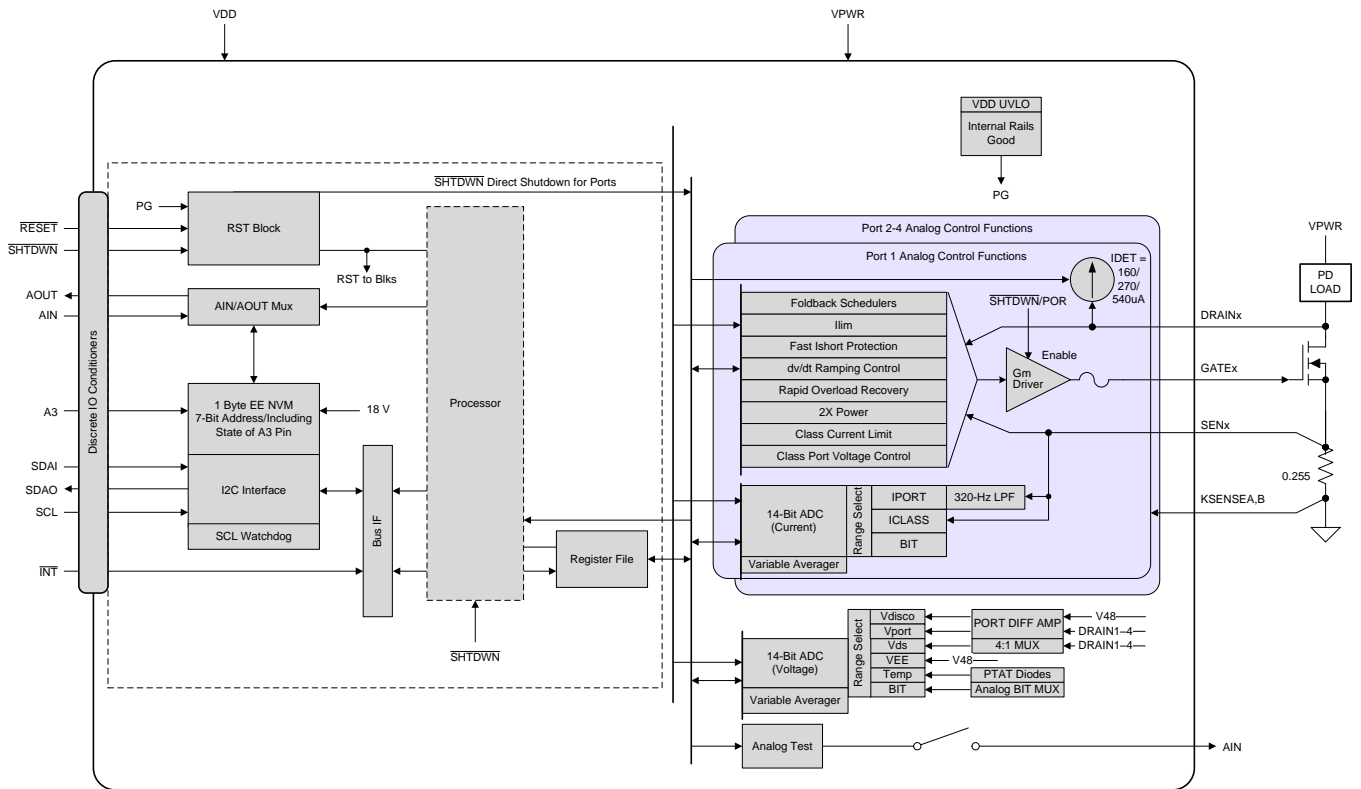 VDD
VPWR
VDD UVLO
Internal Rails
Good
PG
SHTDWN Direct Shutdown for Ports
PG
RESET
SHTDWN
RST Block
RST to Blks
AOUT
AIN
AIN/AOUT Mux
Discrete IO Conditioners
A3
1 Byte EE NVM
7-Bit Address/Including
State of A3 Pin
18 V
SDAI
SDAO
SCL
I2C Interface
SCL Watchdog
INT
Bus IF
Processor
SHTDWN
Register File
Port 2-4 Analog Control Functions
Port 1 Analog Control Functions
IDET =
160/
270/
540uA
Foldback Schedulers
Ilim
Fast Ishort Protection
dv/dt Ramping Control
Rapid Overload Recovery
2X Power
Class Current Limit
Class Port Voltage Control
SHTDWN/POR
Enable
Gm
Driver
VPWR
PD
LOAD
DRAINx
GATEx
SENx
0.255
KSENSEA,B
14-Bit ADC
(Current)
Variable Averager
Range Select
IPORT
320-Hz LPF
ICLASS
BIT
14-Bit ADC
(Voltage)
Variable Averager
Range Select
Vdisco
Vport
Vds
VEE
Temp
BIT
PORT DIFF AMP
4:1 MUX
V48
DRAIN1–4
DRAIN1–4
V48
PTAT Diodes
Analog BIT MUX
Analog Test
AIN